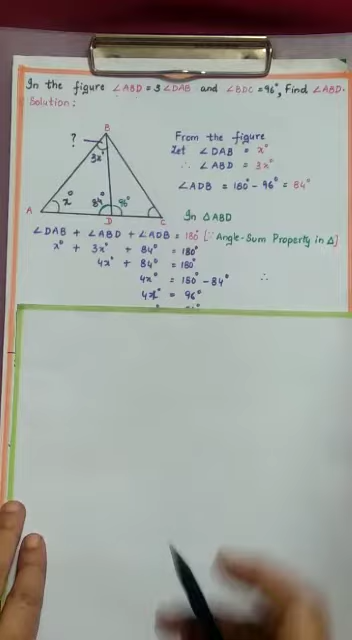 In the figure ∠ABD = 3 ∠DAB and ∠BDC = 96°, Find ∠ABD.
Solution:
B
?
3x°
From the figure
Let ∠DAB = x°
∴ ∠ABD = 3x°
∠ADB = 180° - 96° = 84°
x°
84°
96°
A
D
C
In △ABD
∠DAB + ∠ABD + ∠ADB = 180° [∵ Angle-Sum Property in △]
x° + 3x° + 84° = 180°
4x° + 84° = 180°
4x° = 180° - 84°
∴
4x° = 96°